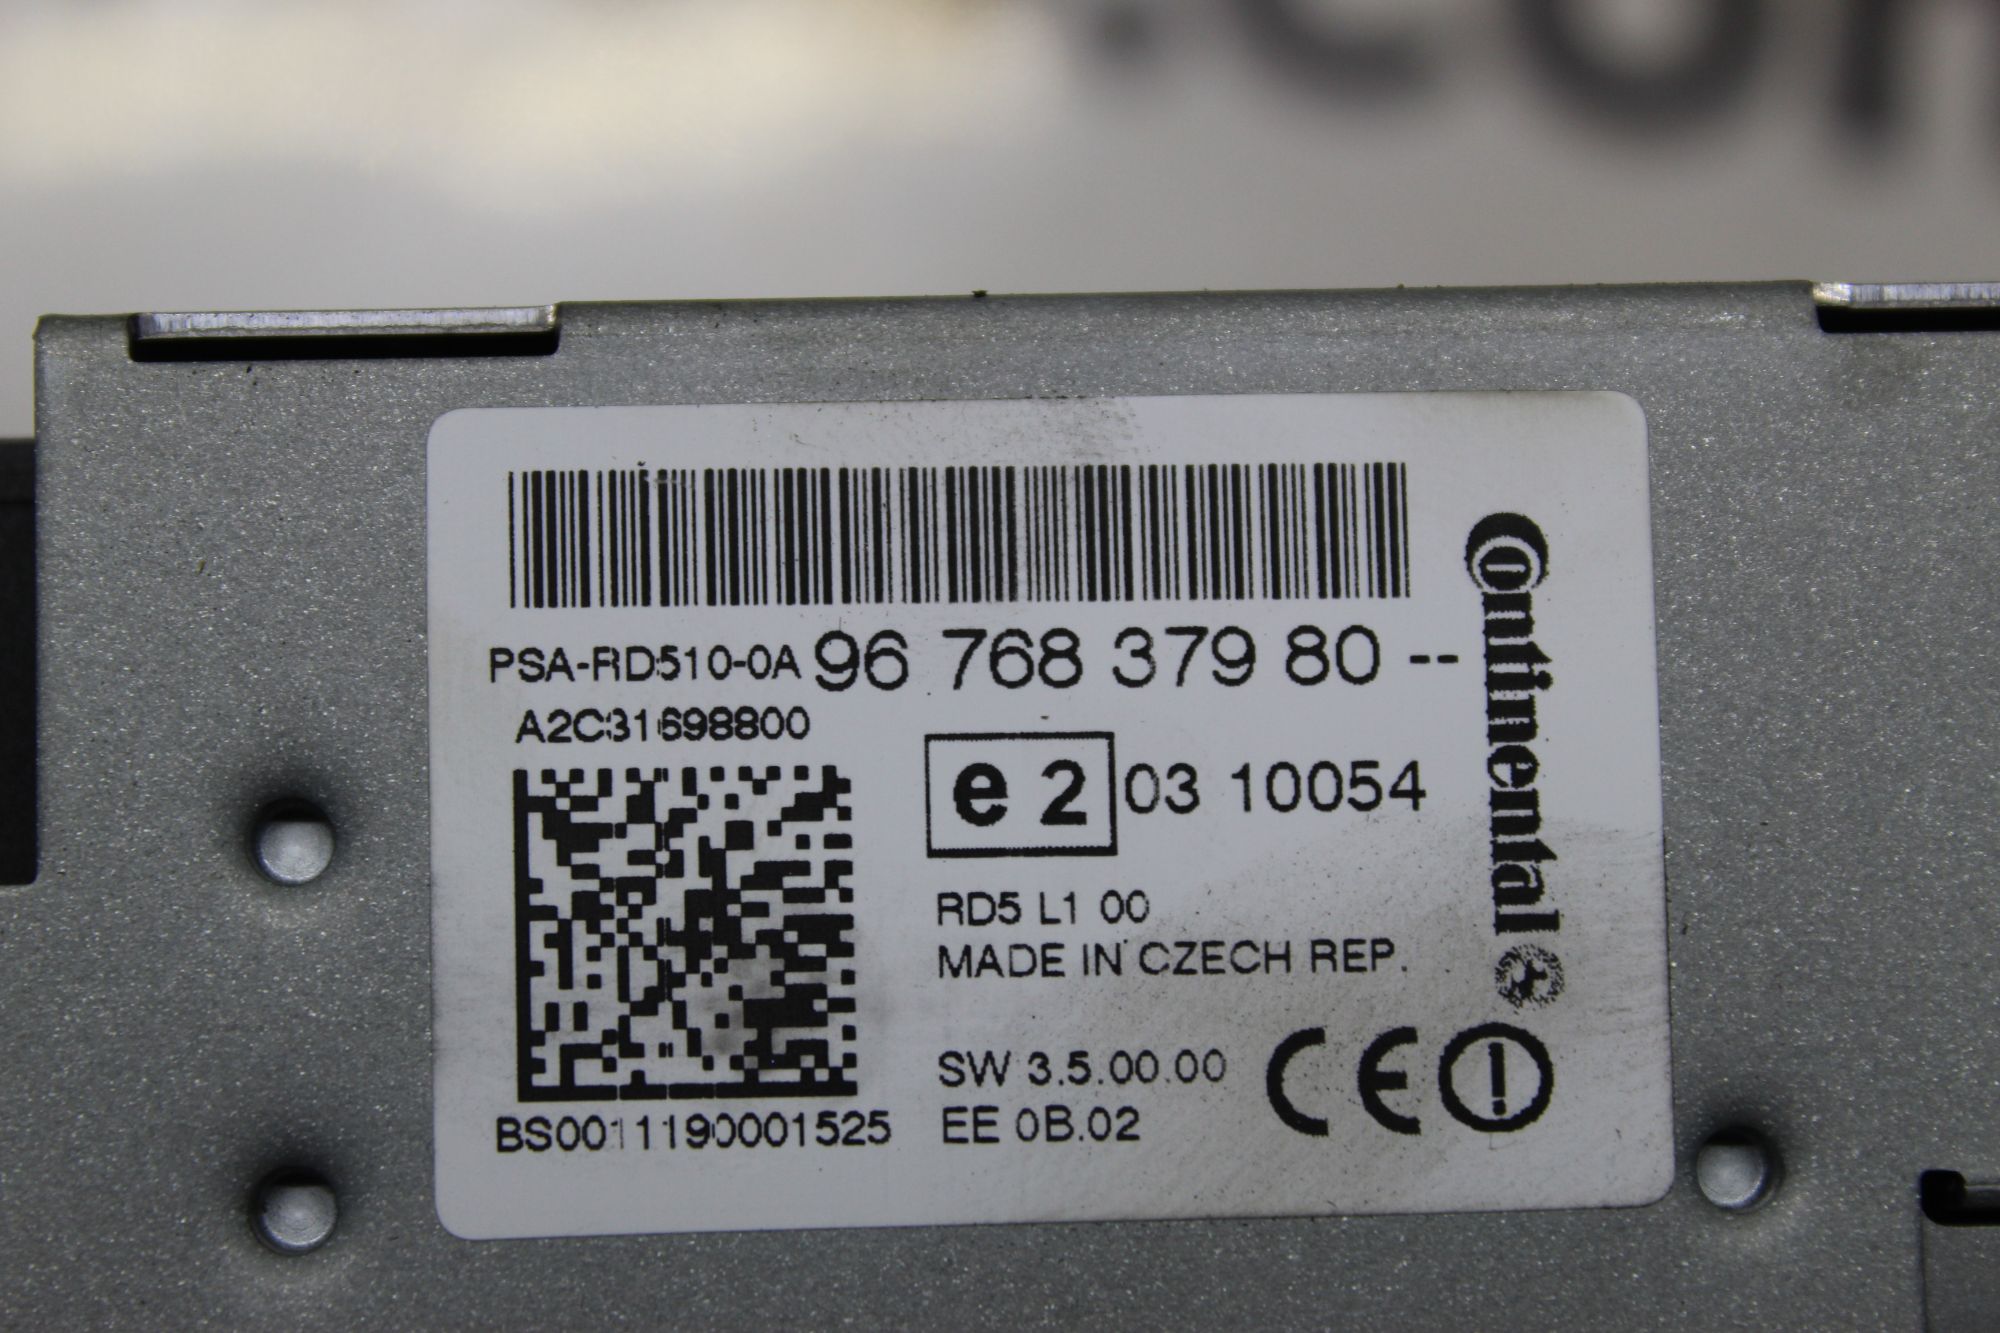 PSA-RD510-0A 96 768 379 80 --
A2C31698800
e2 03 10054
RD5 L1 00
MADE IN CZECH REP.
SW 3.5.00.00
EE 0B.02
BS0011190001525
CE
Continental